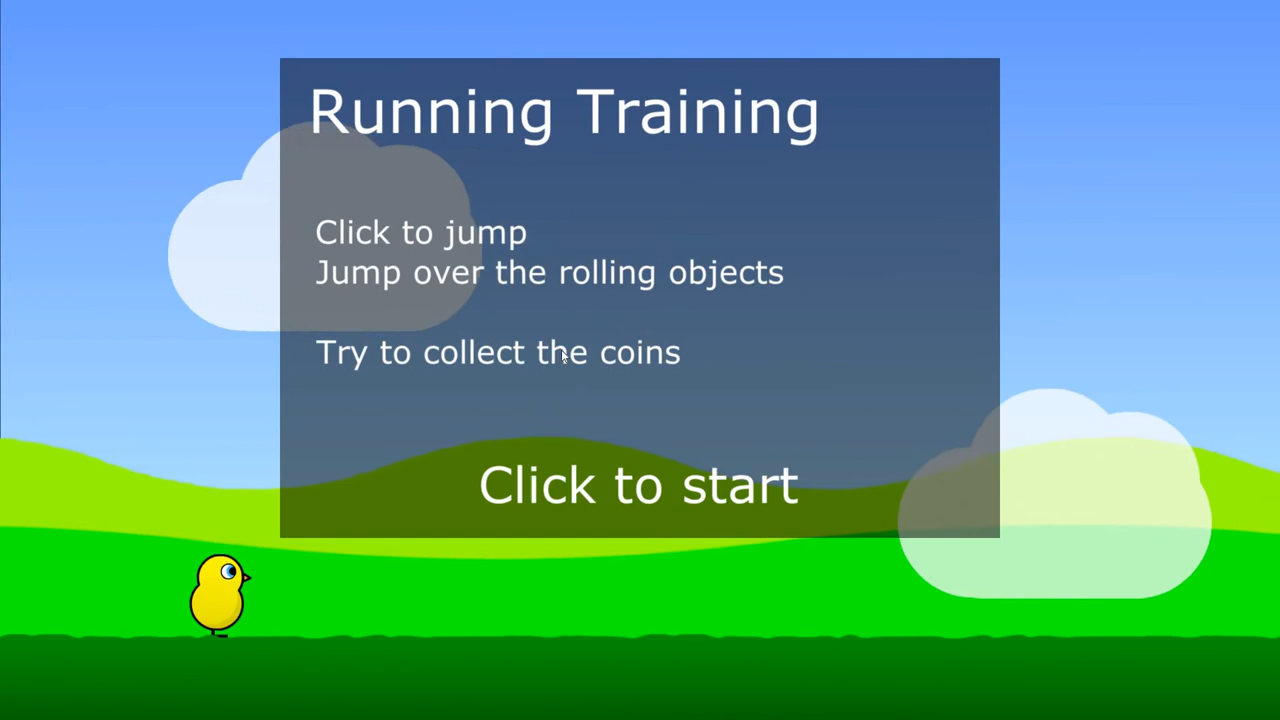 Running Training
Click to jump
Jump over the rolling objects
Try to collect the coins
Click to start